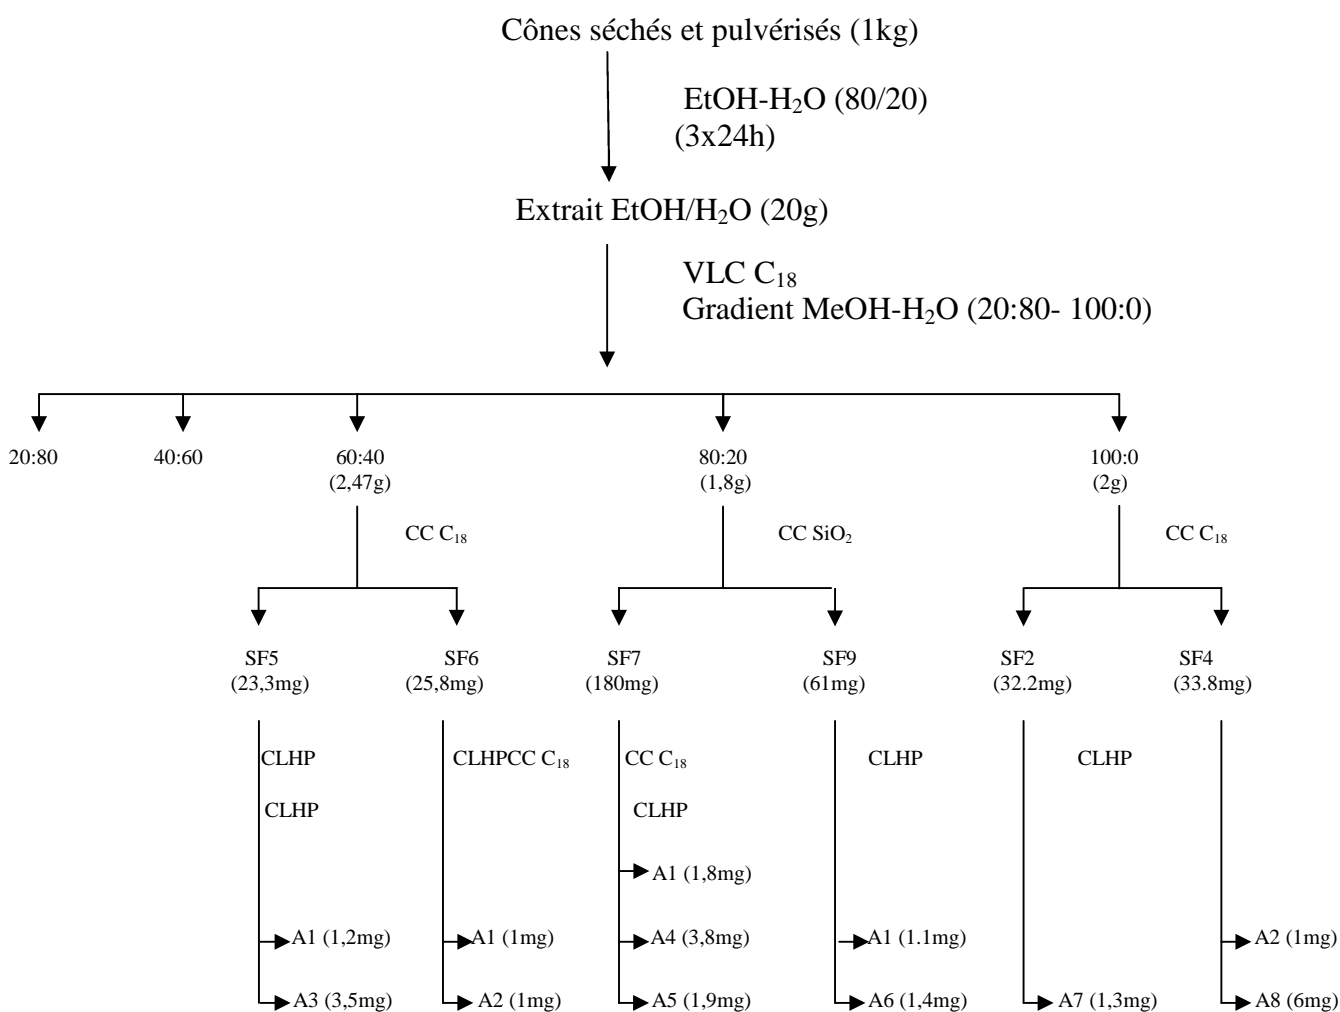 Cônes séchés et pulvérisés (1kg)
EtOH-H₂O (80/20)
(3x24h)
Extrait EtOH/H₂O (20g)
VLC C₁₈
Gradient MeOH-H₂O (20:80- 100:0)
20:80
40:60
60:40
(2,47g)
80:20
(1,8g)
100:0
(2g)
CC C₁₈
CC SiO₂
CC C₁₈
SF5
(23,3mg)
SF6
(25,8mg)
SF7
(180mg)
SF9
(61mg)
SF2
(32.2mg)
SF4
(33.8mg)
CLHP
CLHPCC C₁₈
CC C₁₈
CLHP
CLHP
CLHP
CLHP
A1 (1,8mg)
A1 (1,2mg)
A1 (1mg)
A4 (3,8mg)
A1 (1.1mg)
A2 (1mg)
A3 (3,5mg)
A2 (1mg)
A5 (1,9mg)
A6 (1,4mg)
A7 (1,3mg)
A8 (6mg)